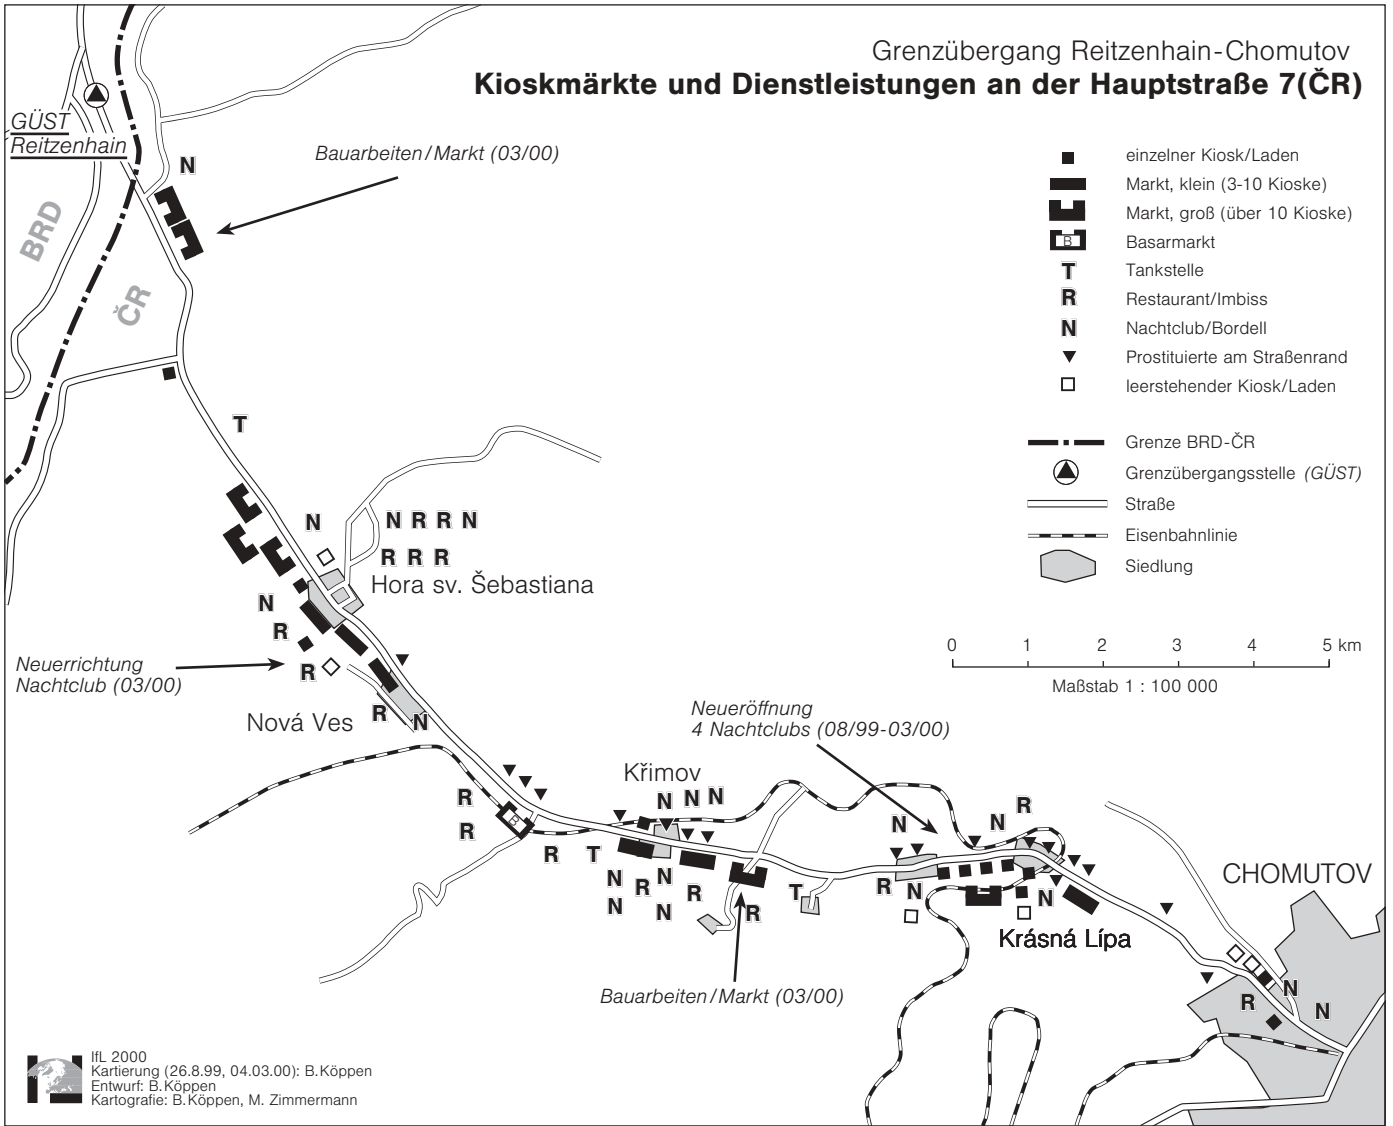 Grenzübergang Reitzenhain-Chomutov
Kioskmärkte und Dienstleistungen an der Hauptstraße 7(ČR)
GÜST
Reitzenhain
N
Bauarbeiten/Markt (03/00)
BRD
ČR
einzelner Kiosk/Laden
Markt, klein (3-10 Kioske)
Markt, groß (über 10 Kioske)
B Basarmarkt
T Tankstelle
R Restaurant/Imbiss
N Nachtclub/Bordell
Prostituierte am Straßenrand
leerstehender Kiosk/Laden
Grenze BRD-ČR
Grenzübergangsstelle (GÜST)
Straße
Eisenbahnlinie
Siedlung
0 1 2 3 4 5 km
Maßstab 1 : 100 000
T
N
N R R N
R R R
Hora sv. Šebastiana
N
R
R
Neuerrichtung
Nachtclub (03/00)
Nová Ves
R
N
R
R
B
R
T
Křimov
N N N
N
R
N
N
N
R
R
T
Bauarbeiten/Markt (03/00)
Neueröffnung
4 Nachtclubs (08/99-03/00)
N
N
R
R
N
N
Krásná Lípa
CHOMUTOV
R
N
N
IfL 2000
Kartierung (26.8.99, 04.03.00): B.Köppen
Entwurf: B.Köppen
Kartografie: B.Köppen, M. Zimmermann